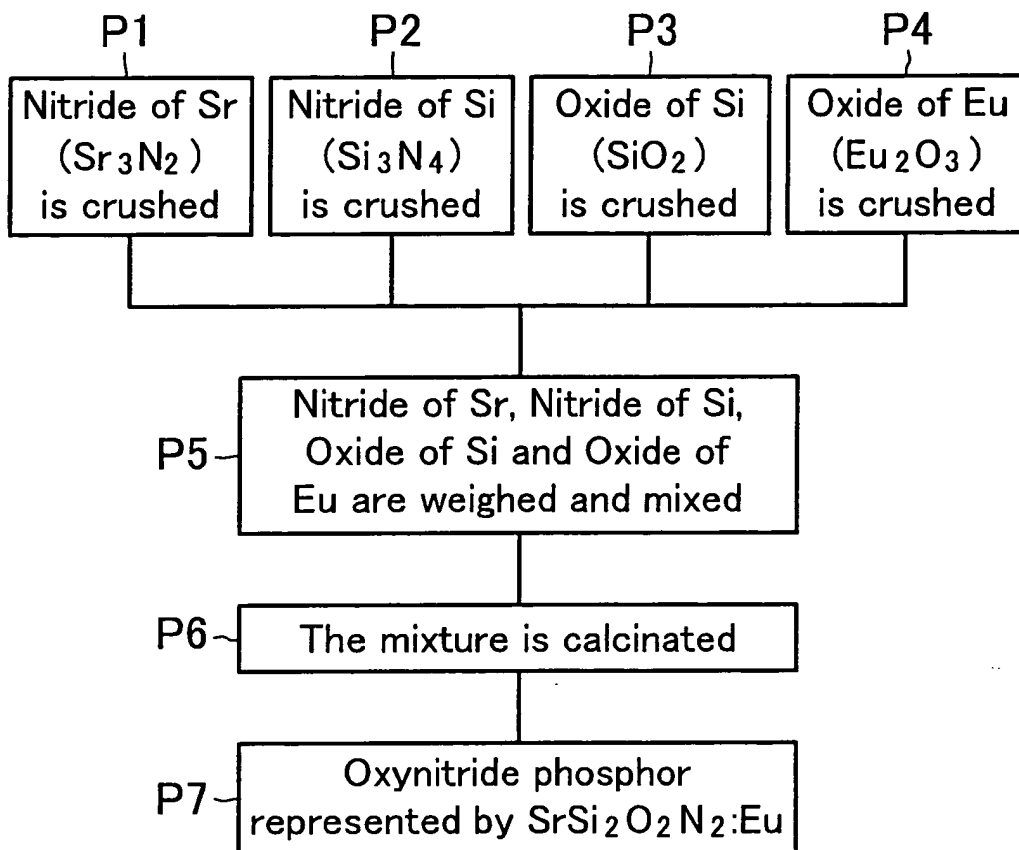 P1
P2
P3
P4
Nitride of Sr
(Sr₃N₂)
is crushed
Nitride of Si
(Si₃N₄)
is crushed
Oxide of Si
(SiO₂)
is crushed
Oxide of Eu
(Eu₂O₃)
is crushed
P5
Nitride of Sr, Nitride of Si,
Oxide of Si and Oxide of
Eu are weighed and mixed
P6
The mixture is calcinated
P7
Oxynitride phosphor
represented by SrSi₂O₂N₂:Eu